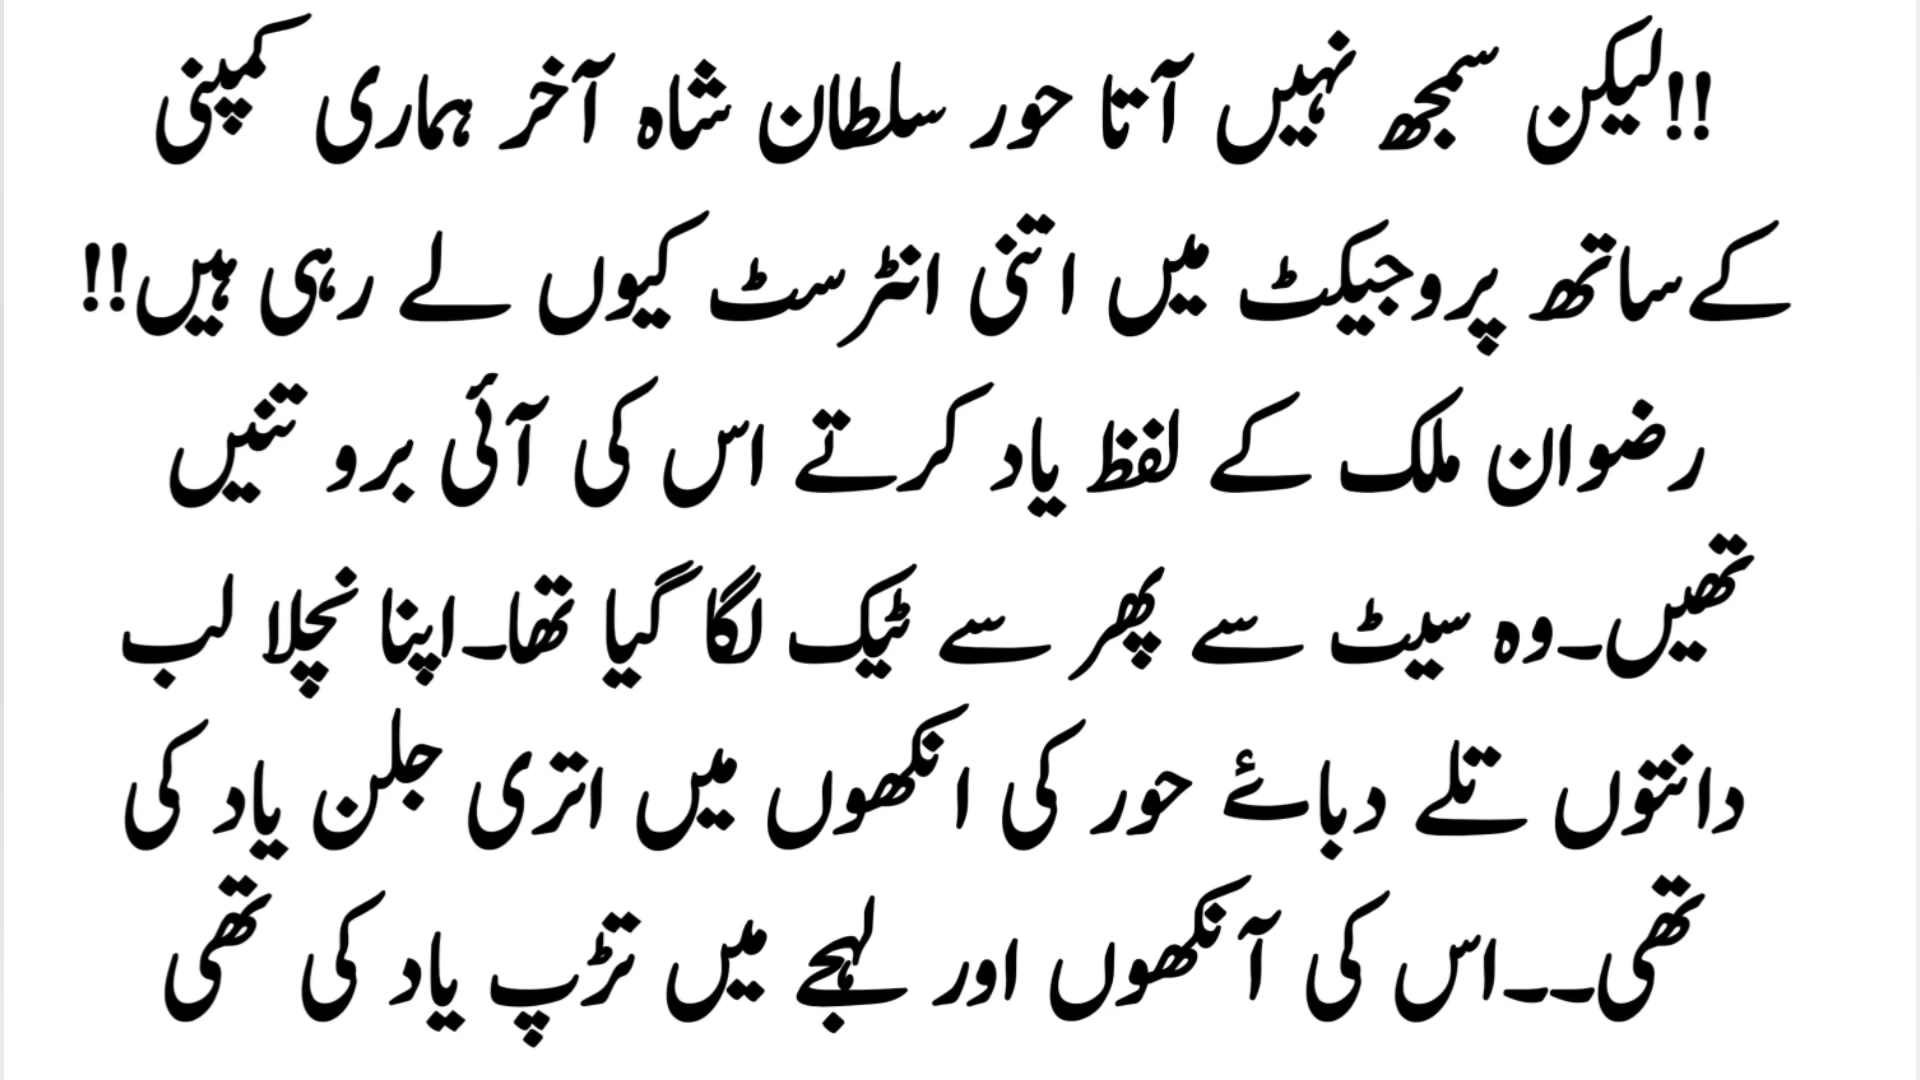 !!لیکن سمجھ نہیں آتا حور سلطان شاہ آخر ہماری کمپنی
کے ساتھ پروجیکٹ میں اتنی انٹرسٹ کیوں لے رہی ہیں!!
رضوان ملک کے لفظ یاد کرتے اس کی آئی برو تنیں
تھیں۔وہ سیٹ سے پھر سے ٹیک لگا گیا تھا۔اپنا نچلا لب
دانتوں تلے دبائے حور کی انکھوں میں اتری جلن یاد کی
تھی۔۔اس کی آنکھوں اور لہجے میں تڑپ یاد کی تھی